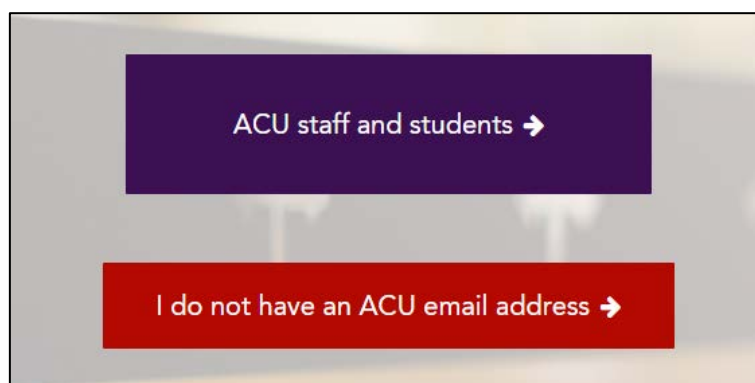 ACU staff and students →
I do not have an ACU email address →